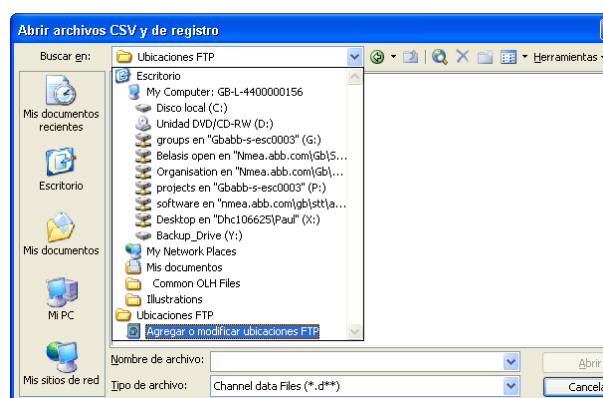 Abrir archivos CSV y de registro
Buscar en:
Ubicaciones FTP
Herramientas
Escritorio
My Computer: GB-L-4400000156
Disco local (C:)
Unidad DVD/CD-RW (D:)
groups en "Gbabb-s-esc0003" (G:)
Belasis open en "Nmea.abb.com\Gb\S...
Organisation en "Nmea.abb.com\Gb\...
projects en "Gbabb-s-esc0003" (P:)
software en "nmea.abb.com\gb\stt\a...
Desktop en "Dhc106625\Paul" (X:)
Backup_Drive (Y:)
My Network Places
Mis documentos
Common OLH Files
Illustrations
Ubicaciones FTP
Agregar o modificar ubicaciones FTP
Mis documentos
recientes
Escritorio
Mis documentos
Mi PC
Mis sitios de red
Nombre de archivo:
Abrir
Tipo de archivo:
Channel data Files (*.d**)
Cancela